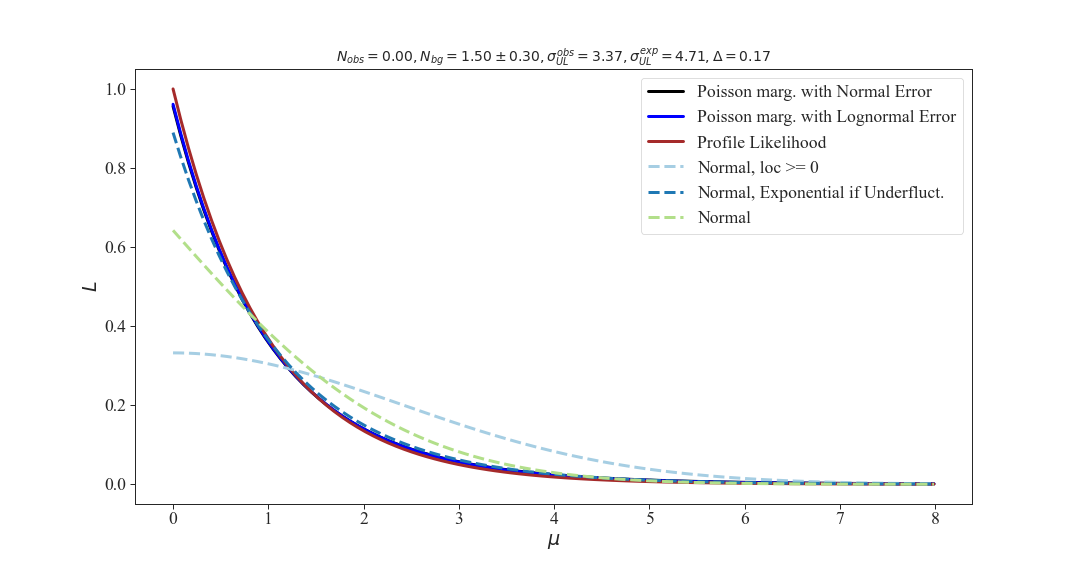 N_obs = 0.00, N_bg = 1.50 ± 0.30, σ_UL^obs = 3.37, σ_UL^exp = 4.71, Δ = 0.17
Poisson marg. with Normal Error
Poisson marg. with Lognormal Error
Profile Likelihood
Normal, loc >= 0
Normal, Exponential if Underfluct.
Normal
1.0
0.8
0.6
0.4
0.2
0.0
L
0 1 2 3 4 5 6 7 8
μ